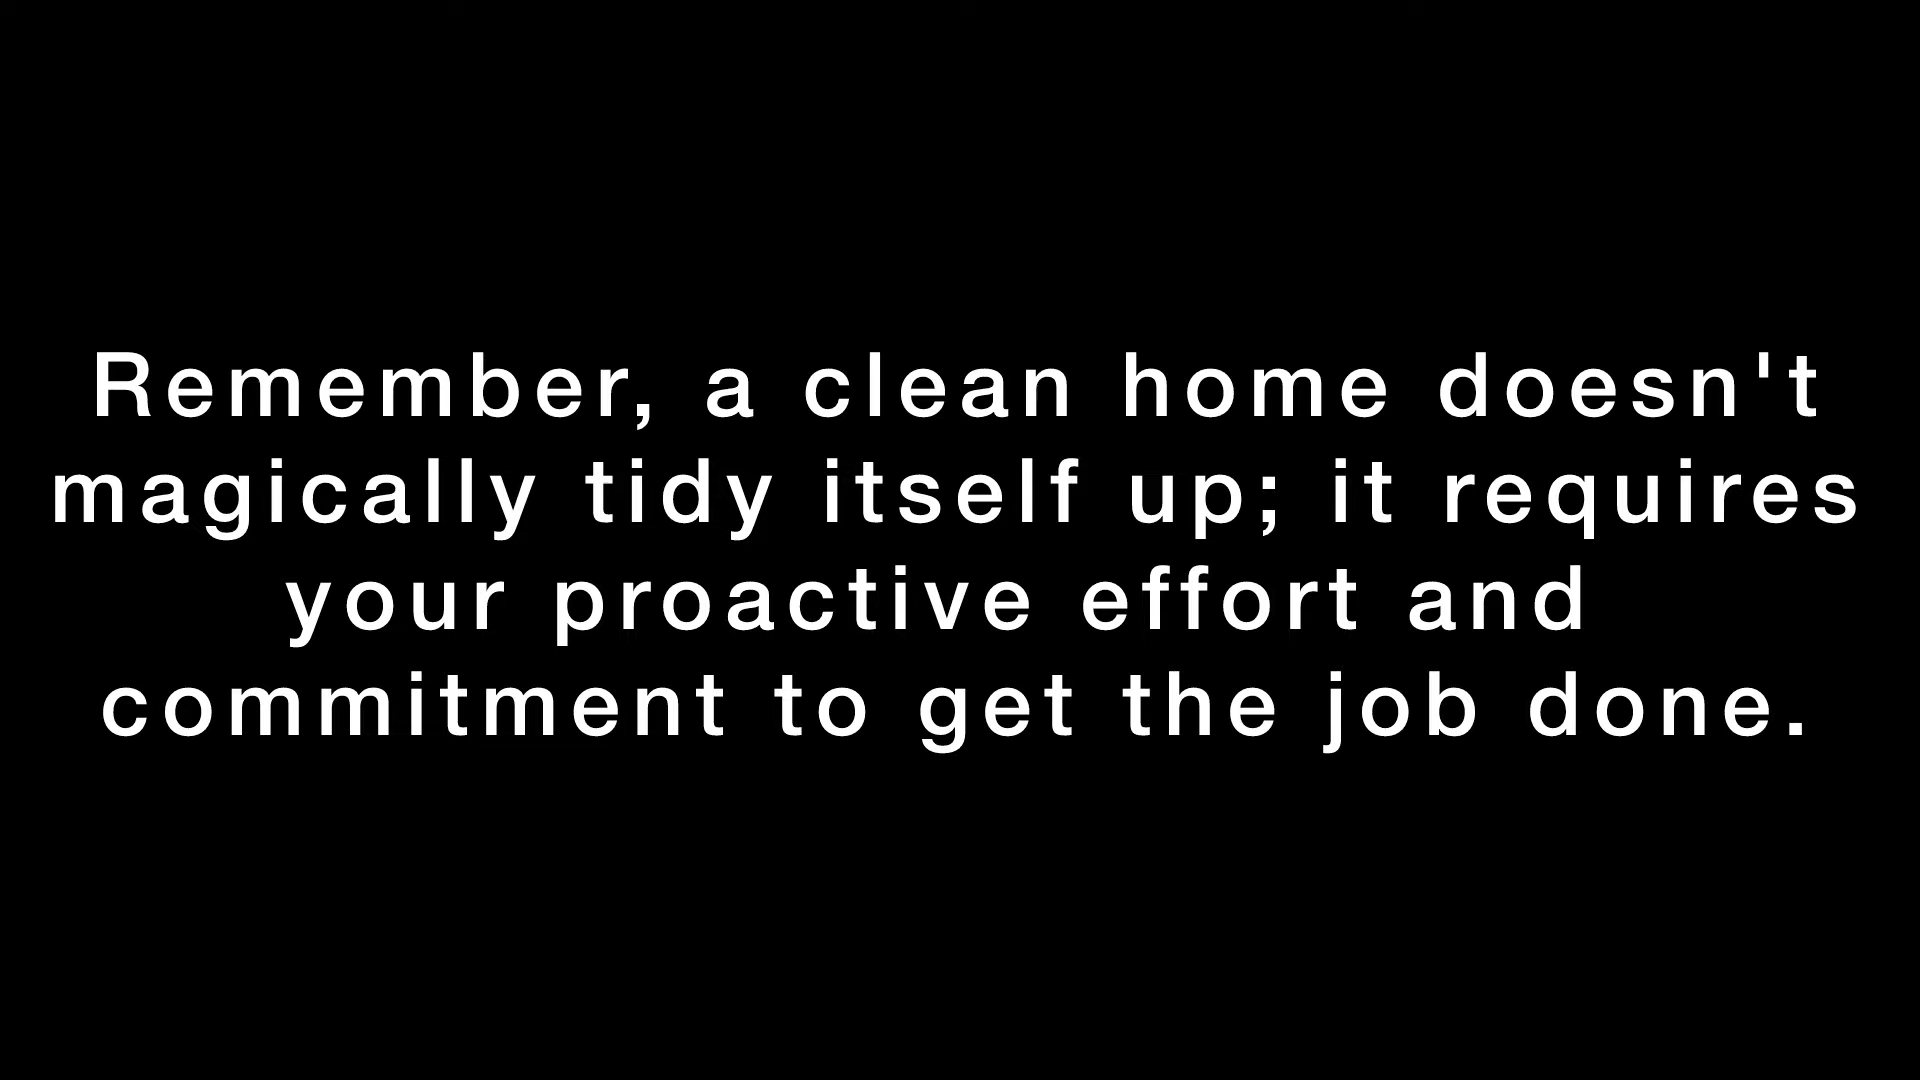 Remember, a clean home doesn't
magically tidy itself up; it requires
your proactive effort and
commitment to get the job done.